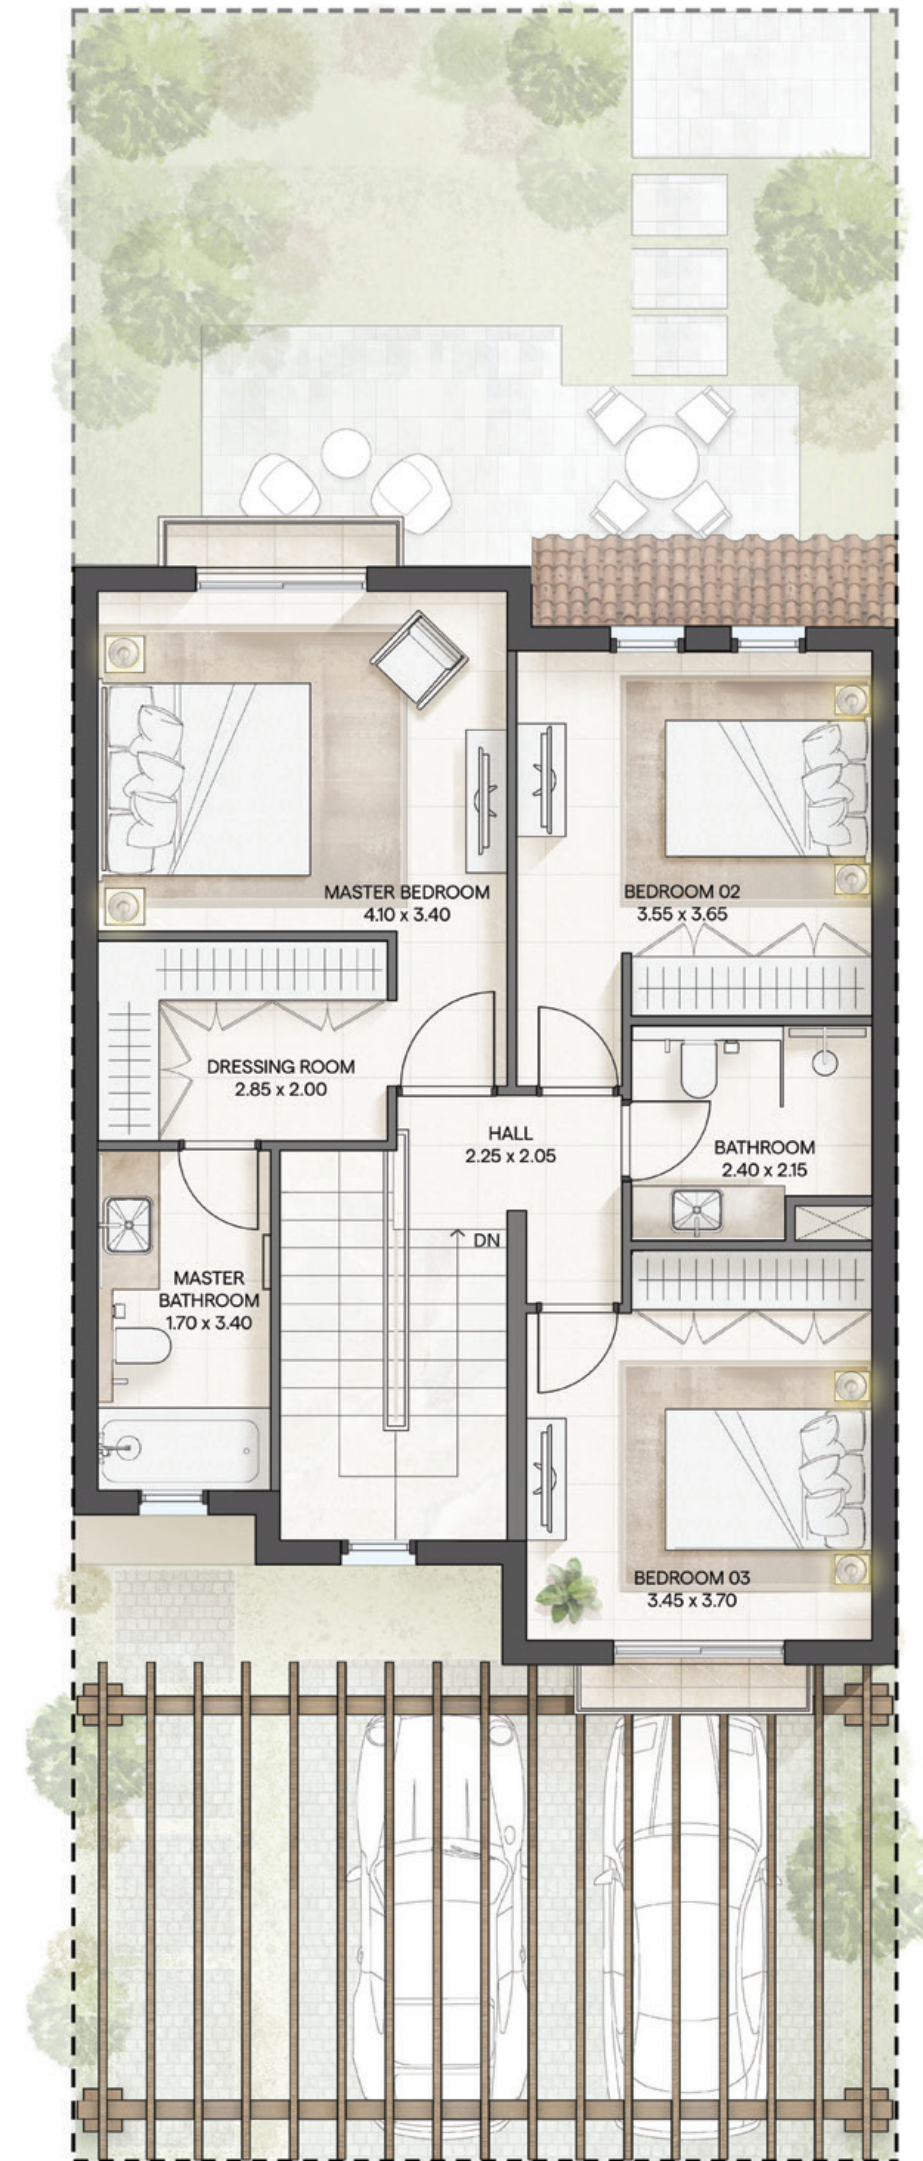 MASTER BEDROOM
4.10 x 3.40
BEDROOM 02
3.55 x 3.65
DRESSING ROOM
2.85 x 2.00
HALL
2.25 x 2.05
BATHROOM
2.40 x 2.15
DN
MASTER
BATHROOM
1.70 x 3.40
BEDROOM 03
3.45 x 3.70